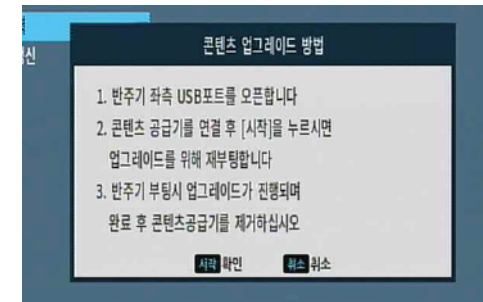 신
콘텐츠 업그레이드 방법
1. 반주기 좌측 USB포트를 오픈합니다
2. 콘텐츠 공급기를 연결 후 [시작]을 누르시면
업그레이드를 위해 재부팅합니다
3. 반주기 부팅시 업그레이드가 진행되며
완료 후 콘텐츠공급기를 제거하십시오
시작 확인 취소 취소